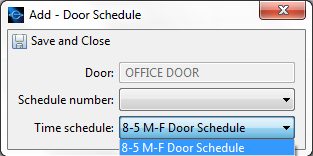 Add - Door Schedule
Save and Close
Door: OFFICE DOOR
Schedule number:
Time schedule: 8-5 M-F Door Schedule
8-5 M-F Door Schedule